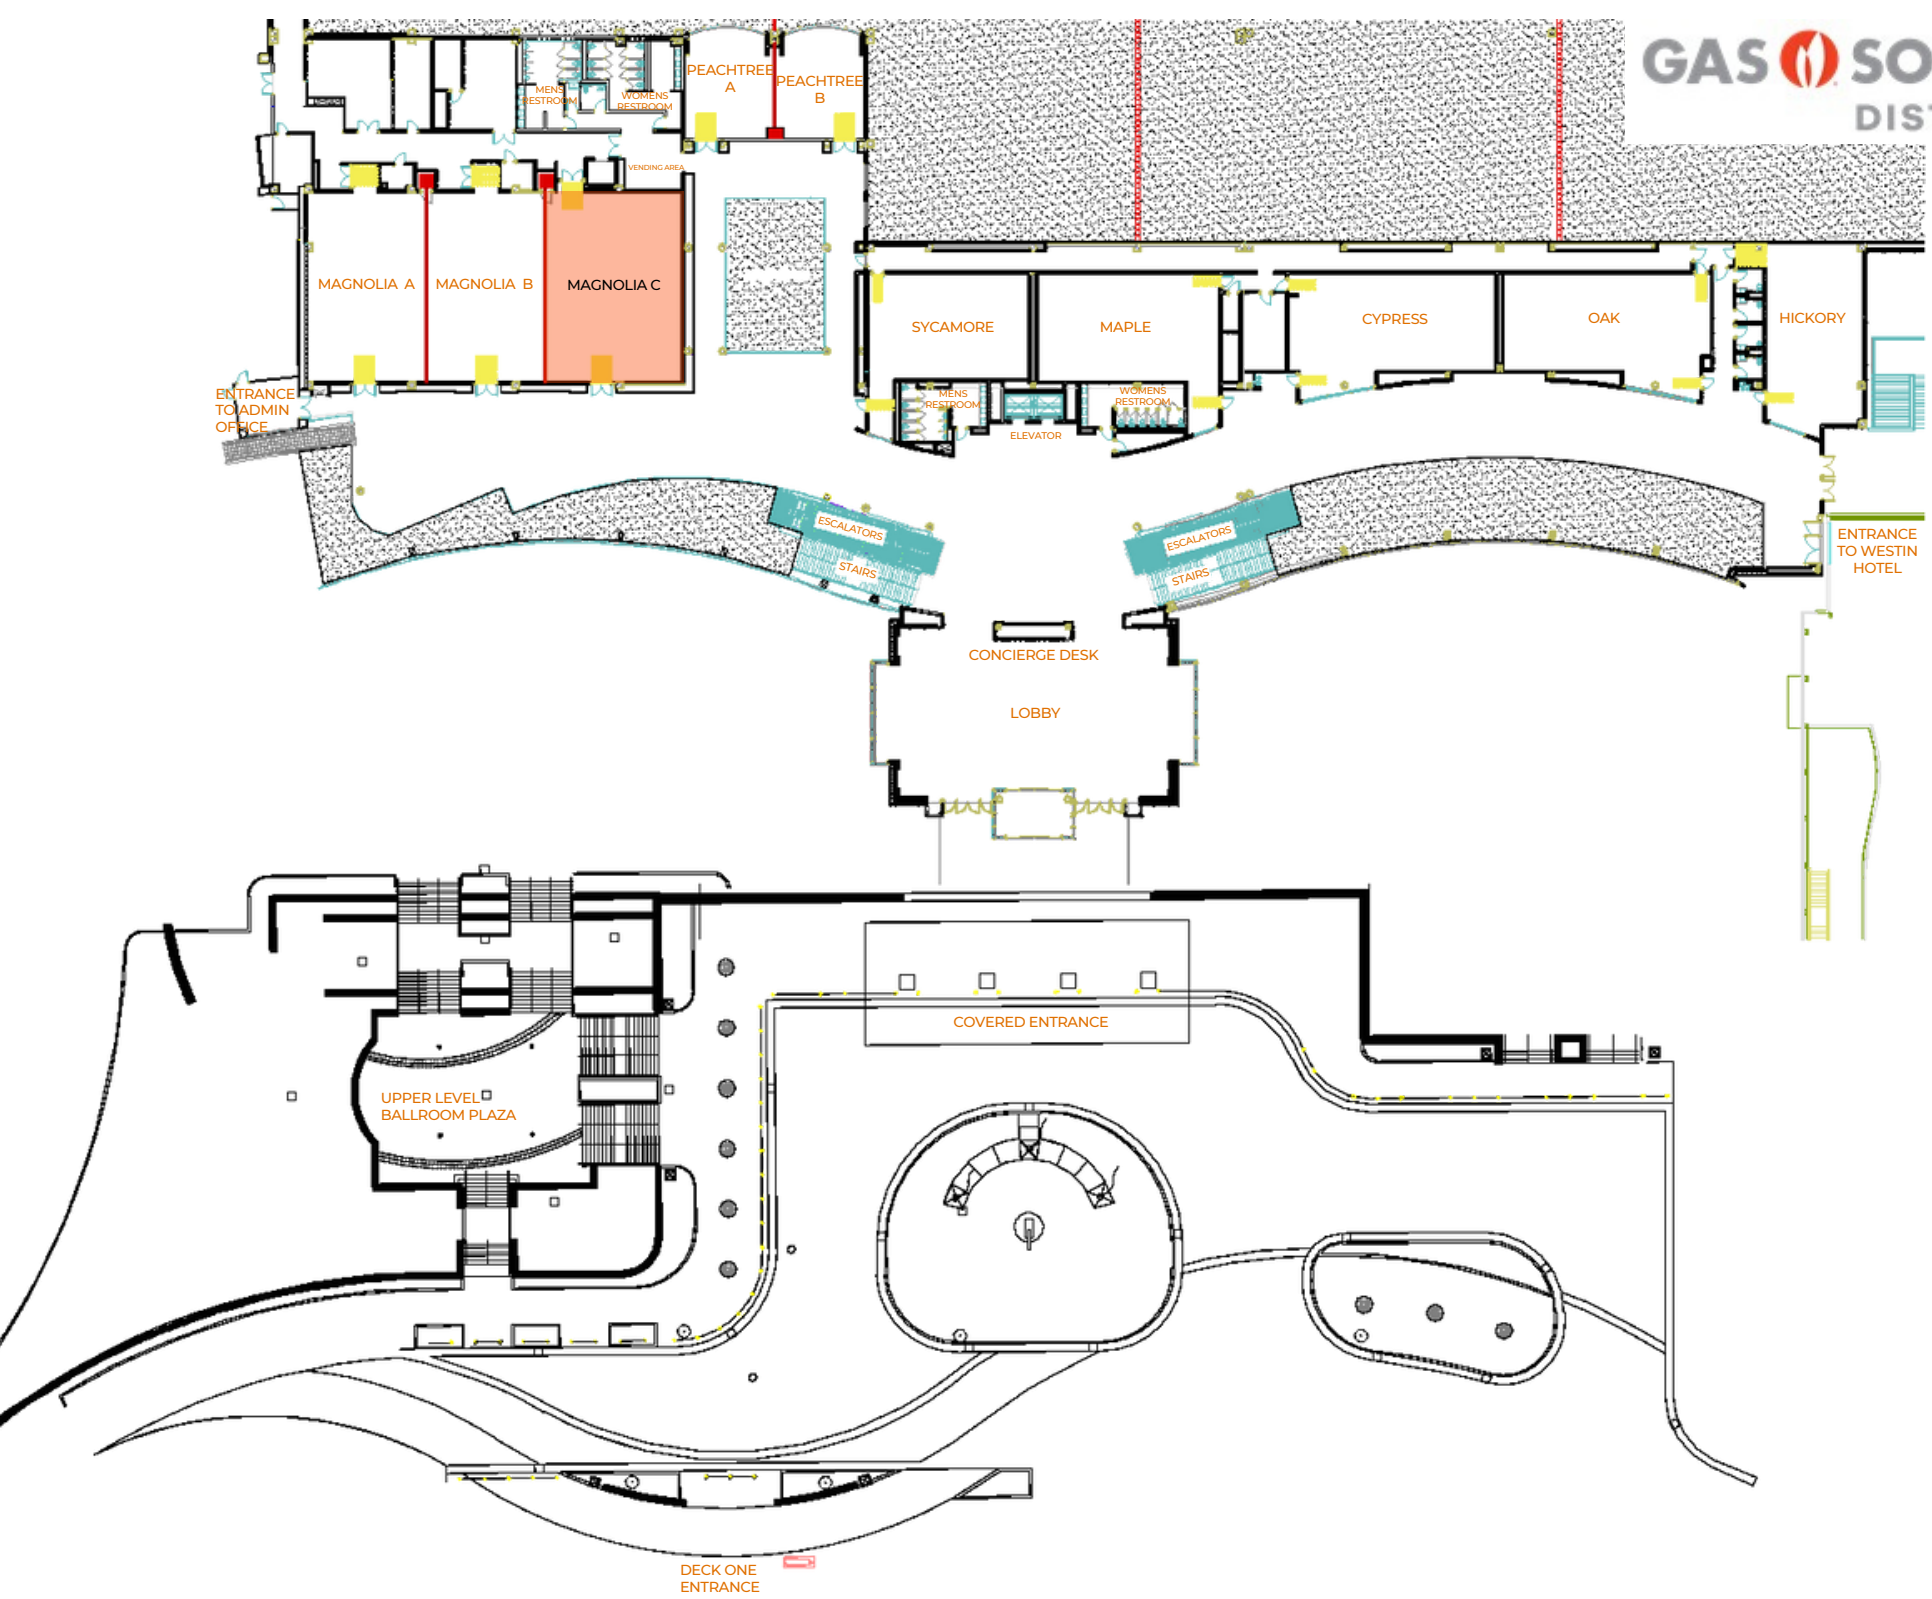 GAS SO
DIS
PEACHTREE
A
PEACHTREE
B
MENS
RESTROOM
WOMENS
RESTROOM
VENDING AREA
MAGNOLIA A
MAGNOLIA B
MAGNOLIA C
SYCAMORE
MAPLE
CYPRESS
OAK
HICKORY
ENTRANCE
TO ADMIN
OFFICE
MENS
RESTROOM
WOMENS
RESTROOM
ELEVATOR
ESCALATORS
STAIRS
ESCALATORS
STAIRS
ENTRANCE
TO WESTIN
HOTEL
CONCIERGE DESK
LOBBY
COVERED ENTRANCE
UPPER LEVEL
BALLROOM PLAZA
DECK ONE
ENTRANCE